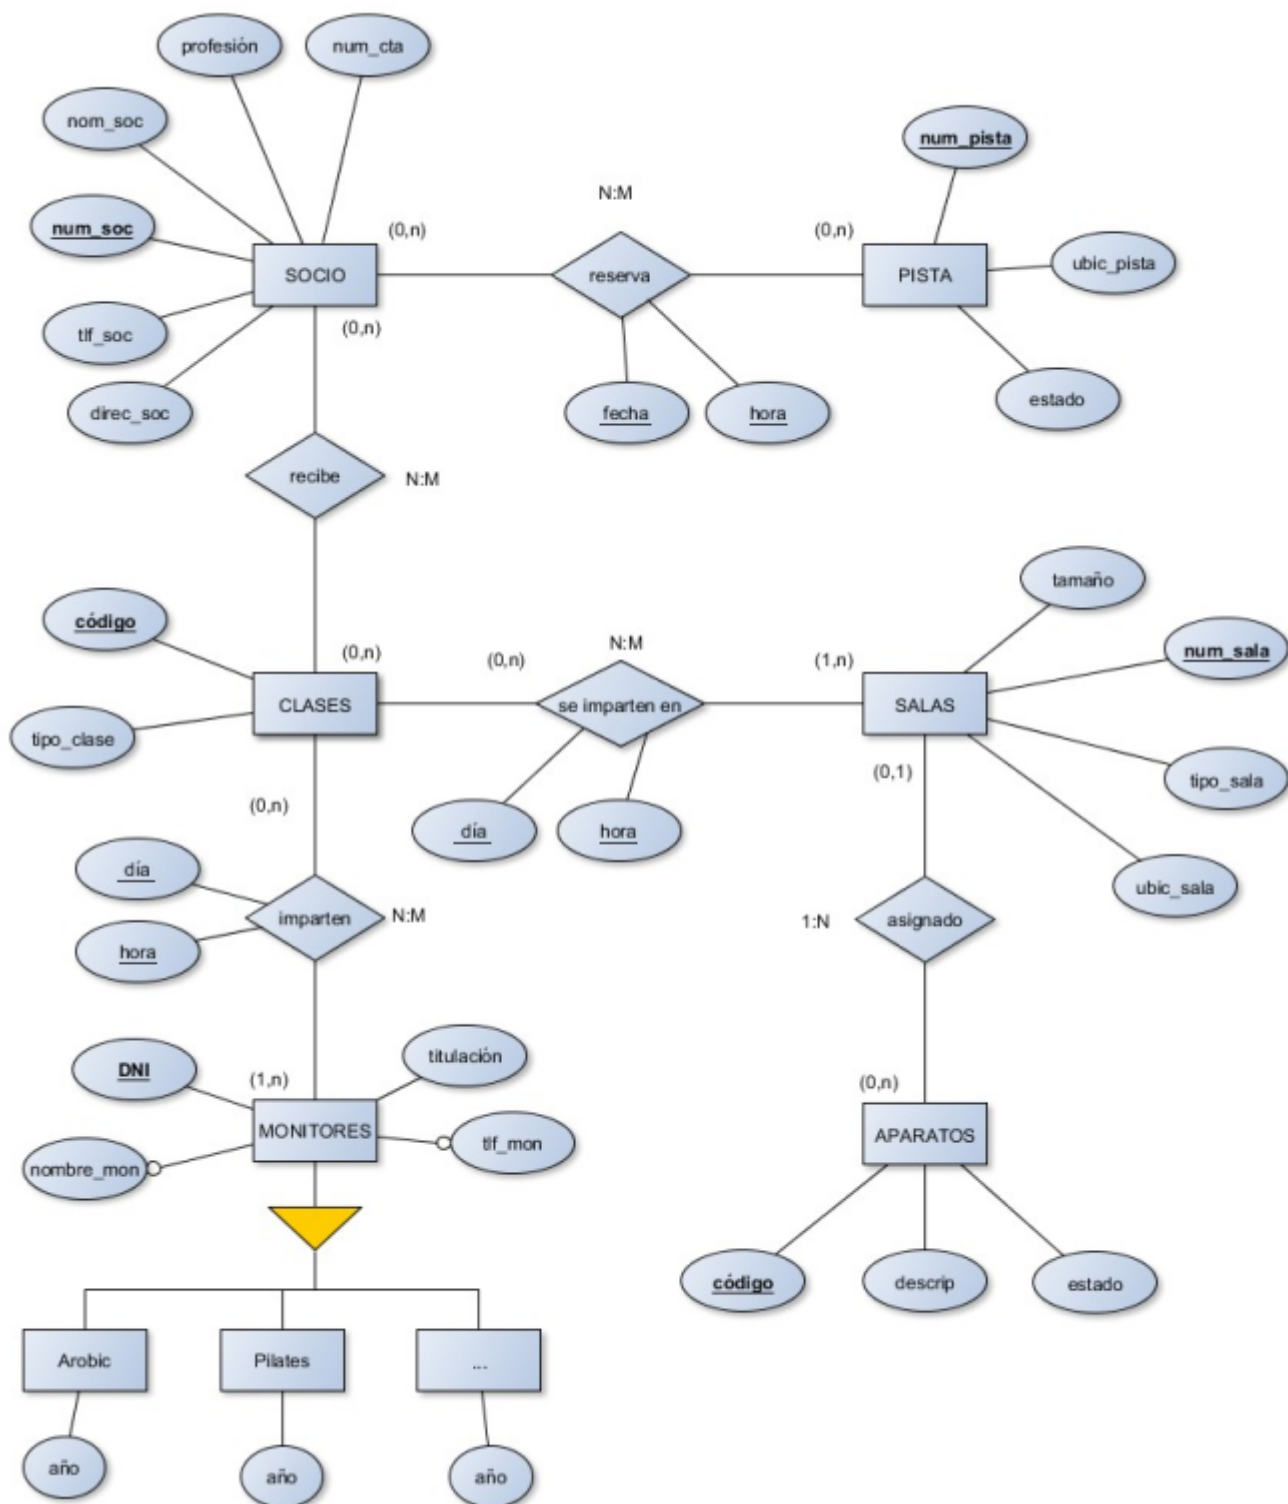 profesión
num_cta
nom_soc
num_pista
N:M
num_soc
(0,n)
(0,n)
SOCIO
reserva
PISTA
ubic_pista
tlf_soc
(0,n)
direc_soc
fecha
hora
estado
recibe
N:M
tamaño
código
(0,n)
(0,n)
N:M
(1,n)
num_sala
CLASES
se imparten en
SALAS
tipo_clase
(0,n)
(0,1)
tipo_sala
día
hora
día
ubic_sala
imparten
N:M
1:N
asignado
hora
DNI
(1,n)
titulación
(0,n)
MONITORES
APARATOS
nombre_mon
tlf_mon
código
descrip
estado
Arobic
Pilates
...
año
año
año